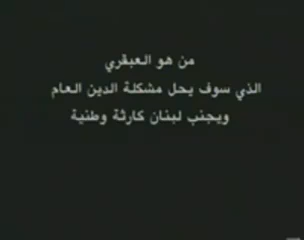 من هو العبقري
الذي سوف يحل مشكلة الدين العام
ويجنب لبنان كارثة وطنية